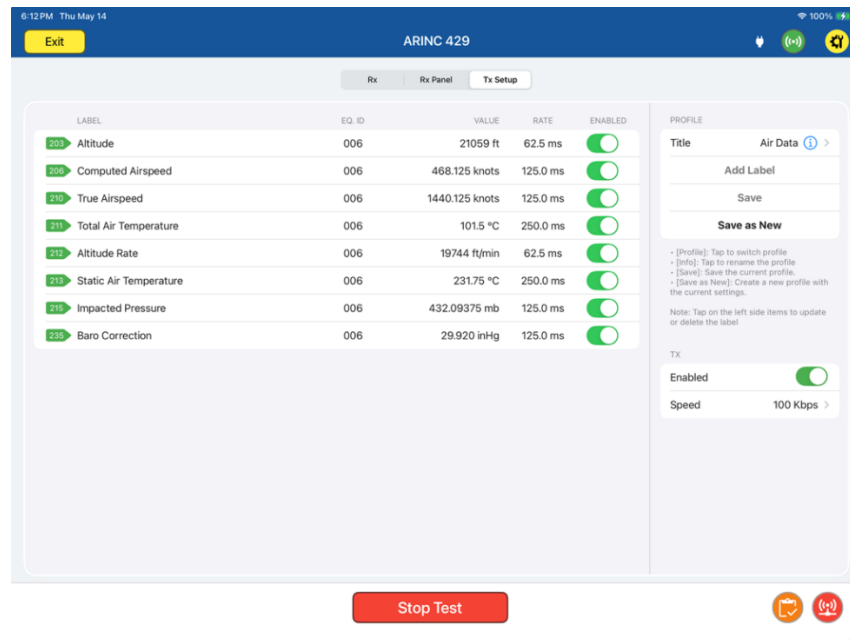 6:12 PM Thu May 14
100%
Exit
ARINC 429
Rx Rx Panel Tx Setup
LABEL EQ. ID VALUE RATE ENABLED
203 Altitude 006 21059 ft 62.5 ms
206 Computed Airspeed 006 468.125 knots 125.0 ms
210 True Airspeed 006 1440.125 knots 125.0 ms
211 Total Air Temperature 006 101.5 °C 250.0 ms
212 Altitude Rate 006 19744 ft/min 62.5 ms
213 Static Air Temperature 006 231.75 °C 250.0 ms
215 Impacted Pressure 006 432.09375 mb 125.0 ms
235 Baro Correction 006 29.920 inHg 125.0 ms
PROFILE
Title Air Data
Add Label
Save
Save as New
• [Profile]: Tap to switch profile
• [Info]: Tap to rename the profile
• [Save]: Save the current profile.
• [Save as New]: Create a new profile with
the current settings.
Note: Tap on the left side items to update
or delete the label
TX
Enabled
Speed 100 Kbps
Stop Test